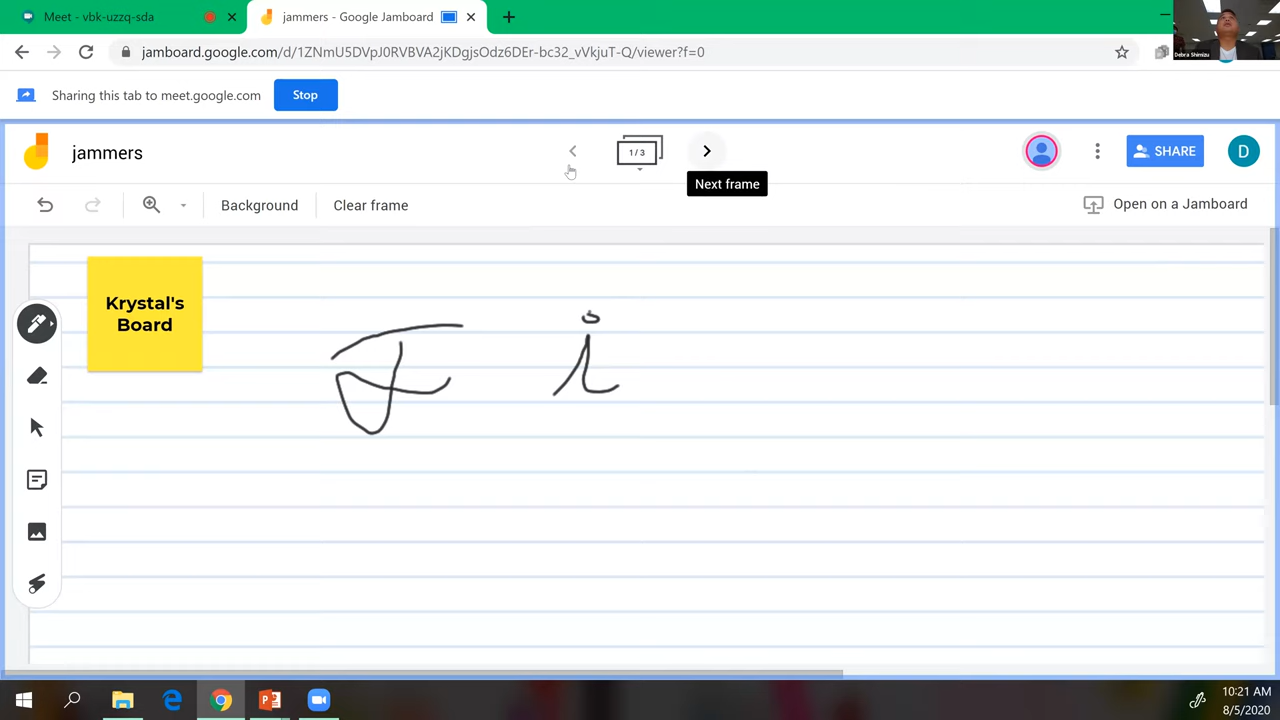 Meet - vbk-uzzq-sda
jammers - Google Jamboard
jamboard.google.com/d/1ZNmU5DVpJ0RVBVA2jKDgjsOdz6DEr-bc32_vVkjuT-Q/viewer?f=0
Debra Shimizu
Sharing this tab to meet.google.com
Stop
jammers
1/3
SHARE
D
Next frame
Background
Clear frame
Open on a Jamboard
Krystal's
Board
i
10:21 AM
8/5/2020